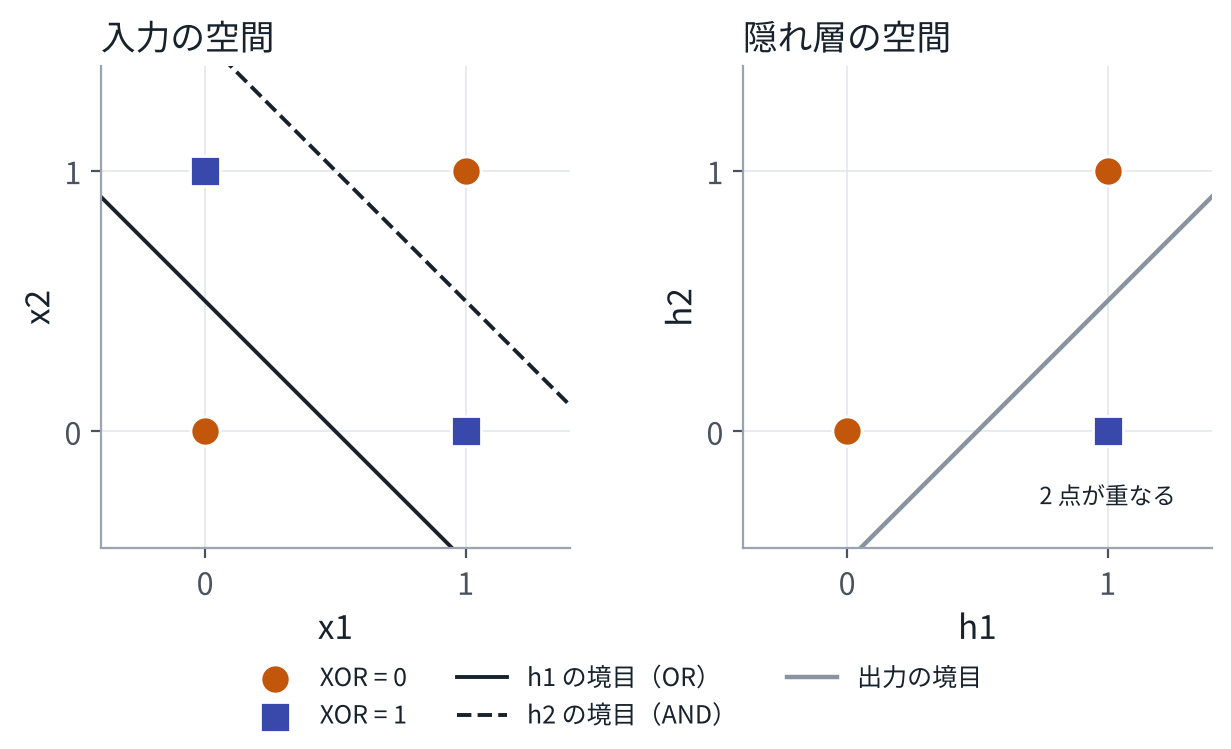 入力の空間
1
0
x2
0
1
x1
隠れ層の空間
1
0
h2
2 点が重なる
0
1
h1
XOR = 0
XOR = 1
h1 の境目（OR）
h2 の境目（AND）
出力の境目